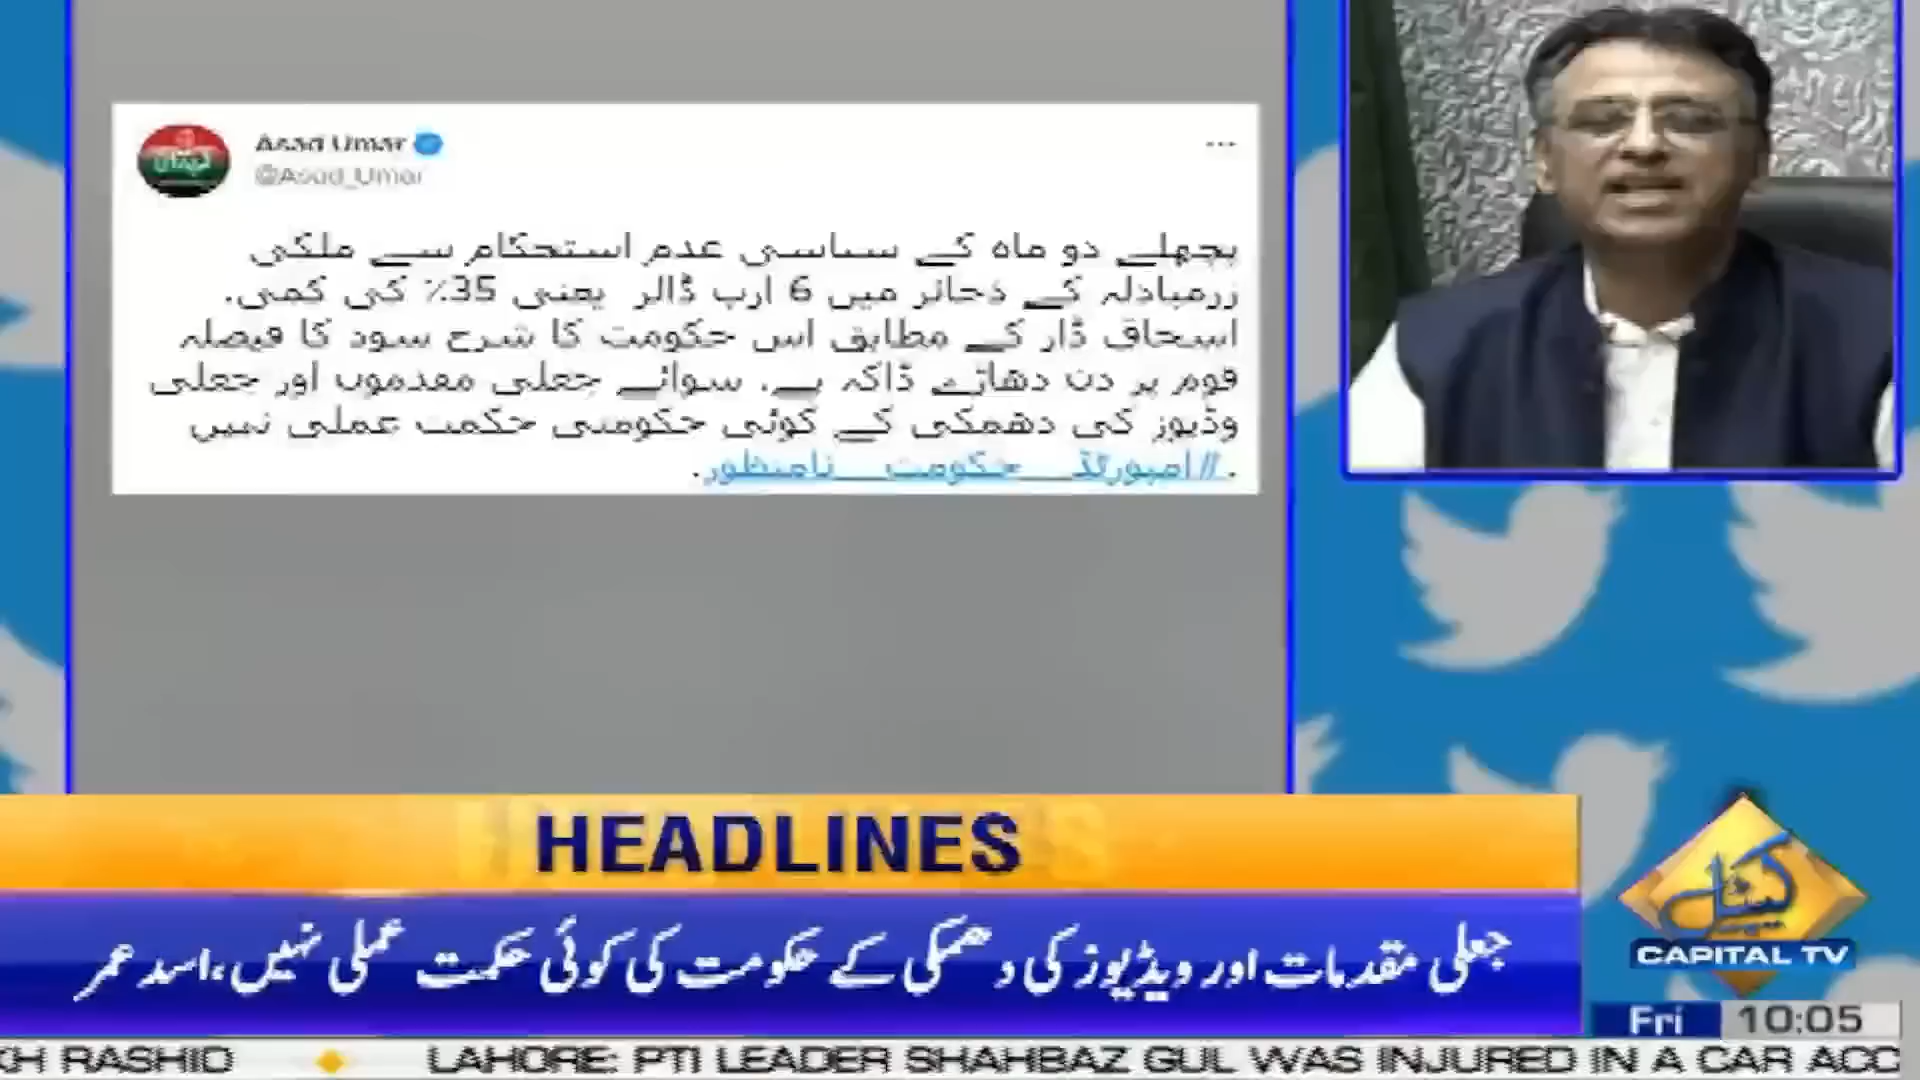 Asad Umar
@Asad_Umar
پچھلے دو ماہ کے سیاسی عدم استحکام سے ملکی
زرمبادلہ کے ذخائر میں 6 ارب ڈالر یعنی 35٪ کی کمی.
اسحاق ڈار کے مطابق اس حکومت کا شرح سود کا فیصلہ
قوم پر دن دھاڑے ڈاکہ ہے. سوائے جعلی مقدموں اور جعلی
وڈیوز کی دھمکی کے کوئی حکومتی حکمت عملی نہیں
. #امپورٹڈ__حکومت__نامنظور.
HEADLINES
جعلی مقدمات اور ویڈیوز کی دھمکی کے حکومت کی کوئی حکمت عملی نہیں،اسد عمر
کیپیٹل
CAPITAL TV
Fri 10:05
KH RASHID LAHORE: PTI LEADER SHAHBAZ GUL WAS INJURED IN A CAR ACC